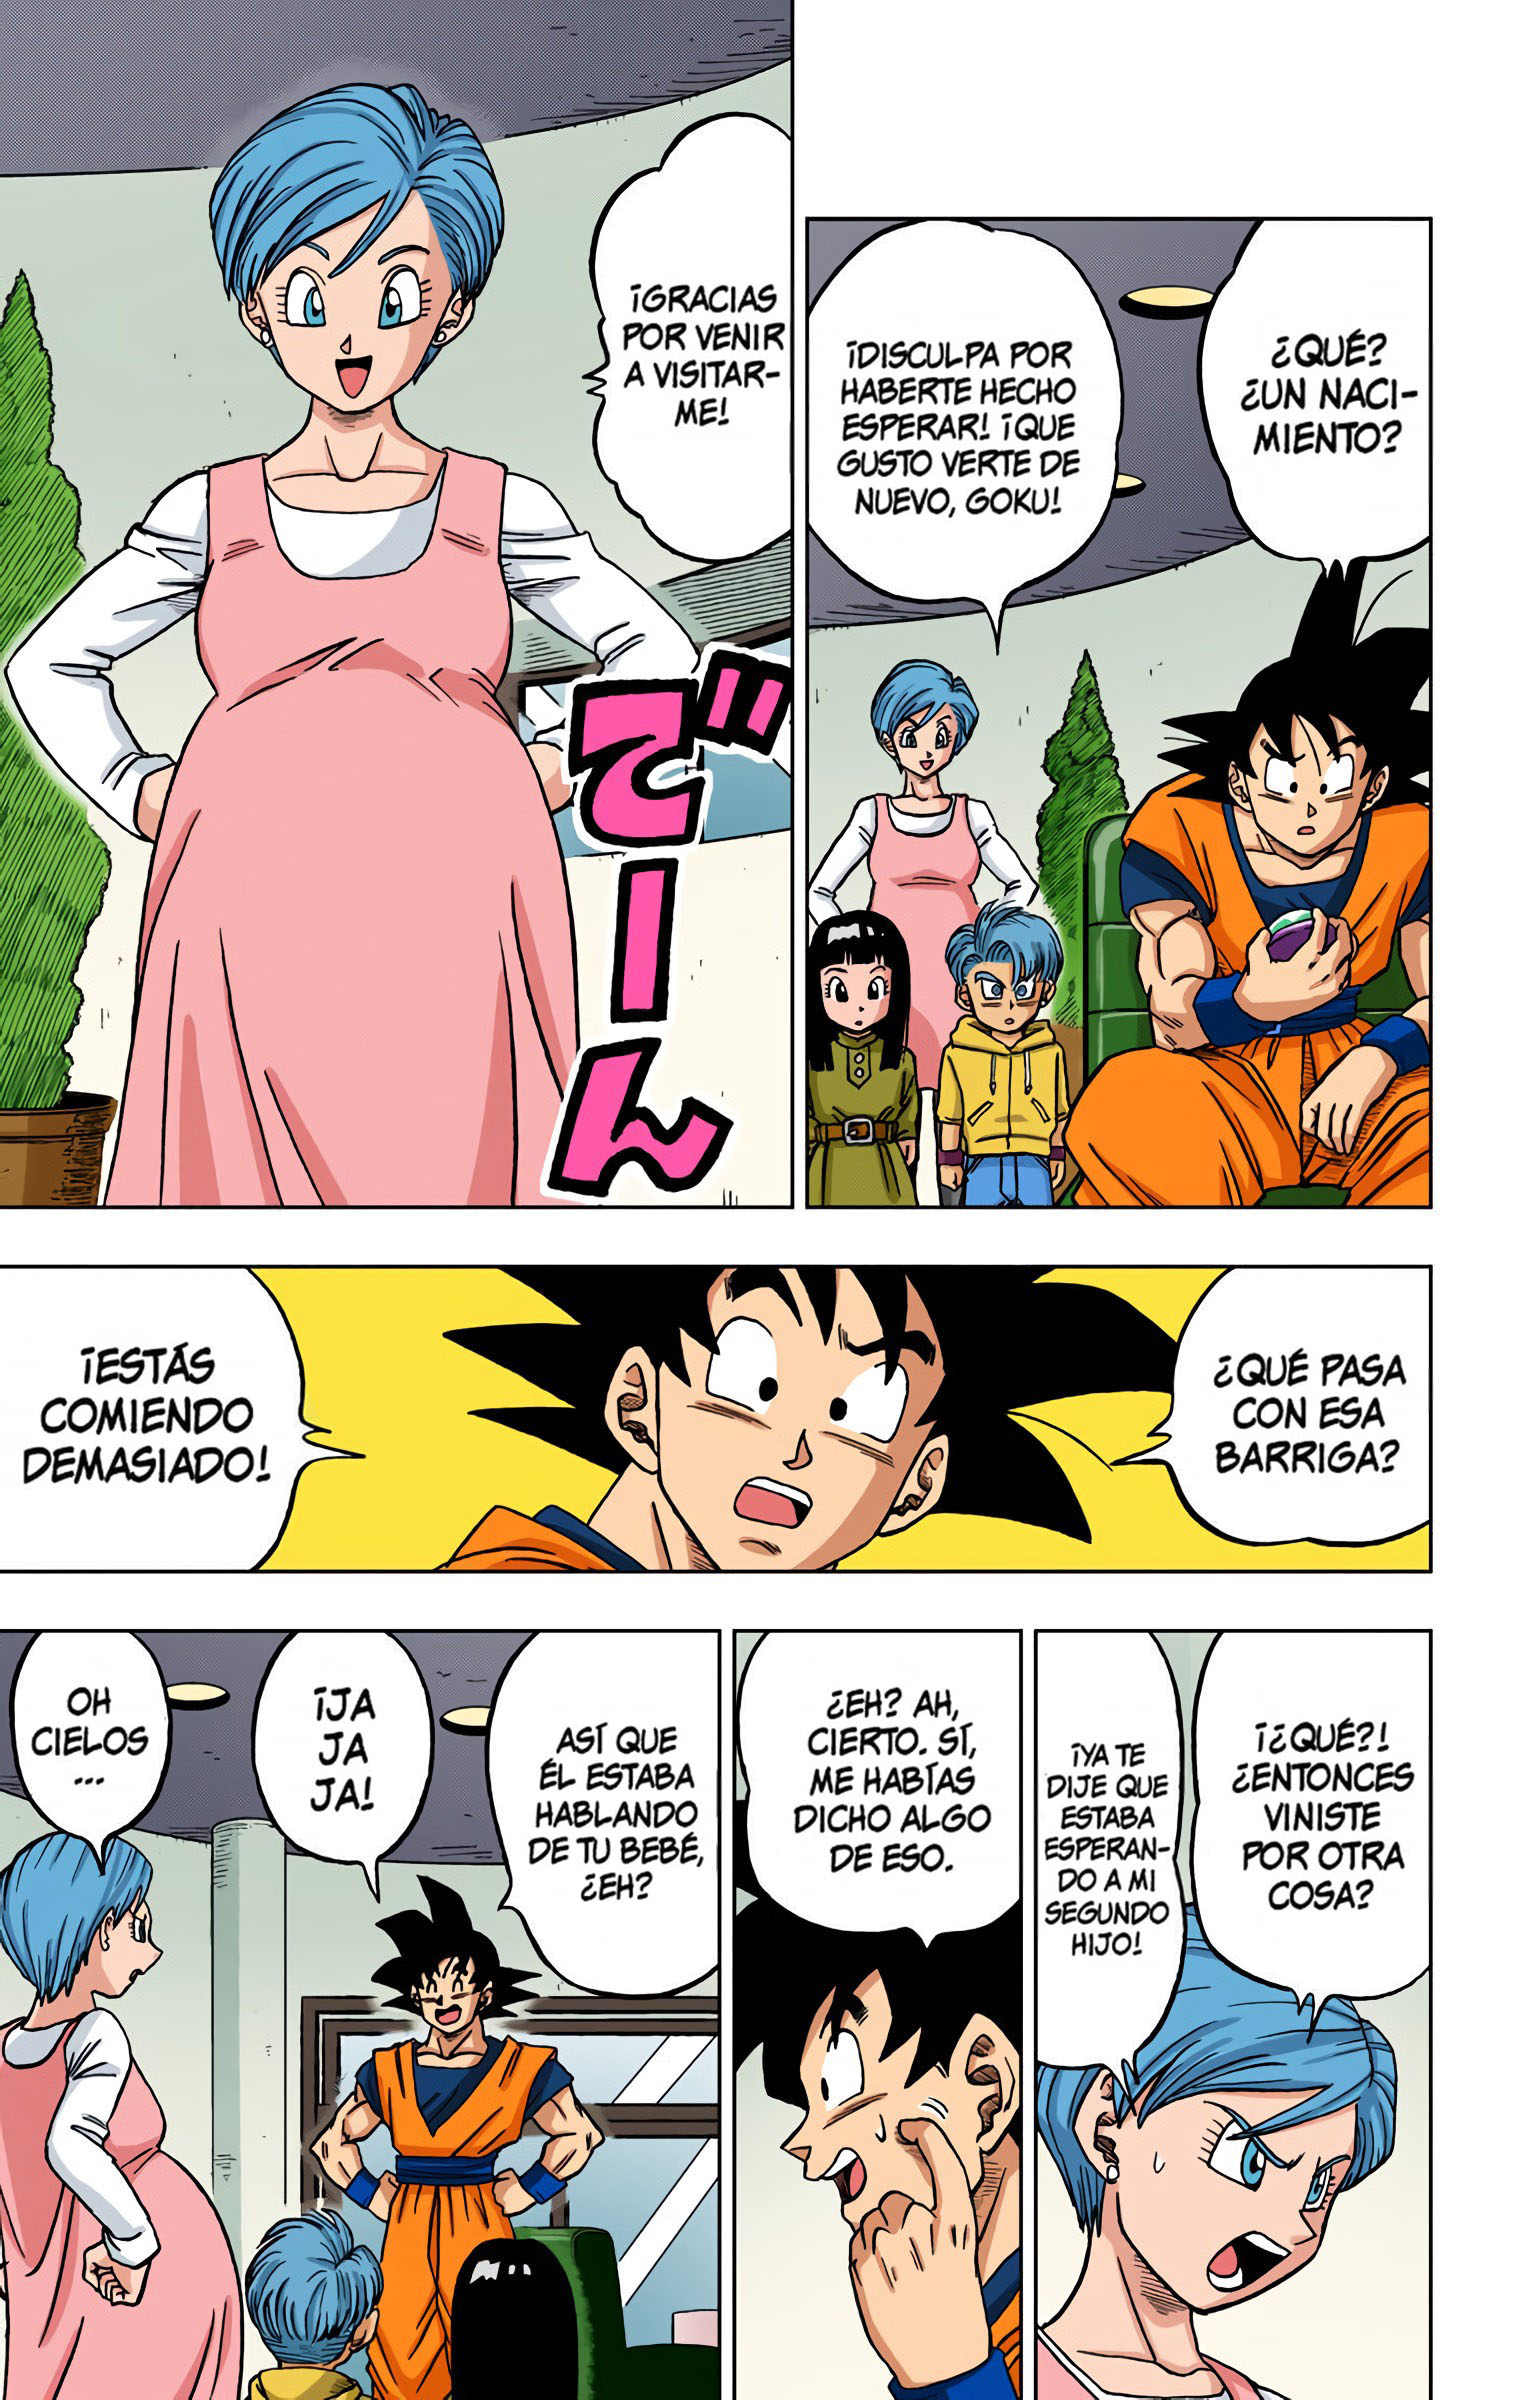 ¿QUÉ?
¿UN NACI-
MIENTO?
¡DISCULPA POR
HABERTE HECHO
ESPERAR! ¡QUE
GUSTO VERTE DE
NUEVO, GOKU!
¡GRACIAS
POR VENIR
A VISITAR-
ME!
でーん
¿QUÉ PASA
CON ESA
BARRIGA?
¡ESTÁS
COMIENDO
DEMASIADO!
¡¿QUÉ?!
¿ENTONCES
VINISTE
POR OTRA
COSA?
¡YA TE
DIJE QUE
ESTABA
ESPERAN-
DO A MI
SEGUNDO
HIJO!
¿EH? AH,
CIERTO. SÍ,
ME HABÍAS
DICHO ALGO
DE ESO.
ASÍ QUE
ÉL ESTABA
HABLANDO
DE TU BEBÉ,
¿EH?
¡JA
JA
JA!
OH
CIELOS
...